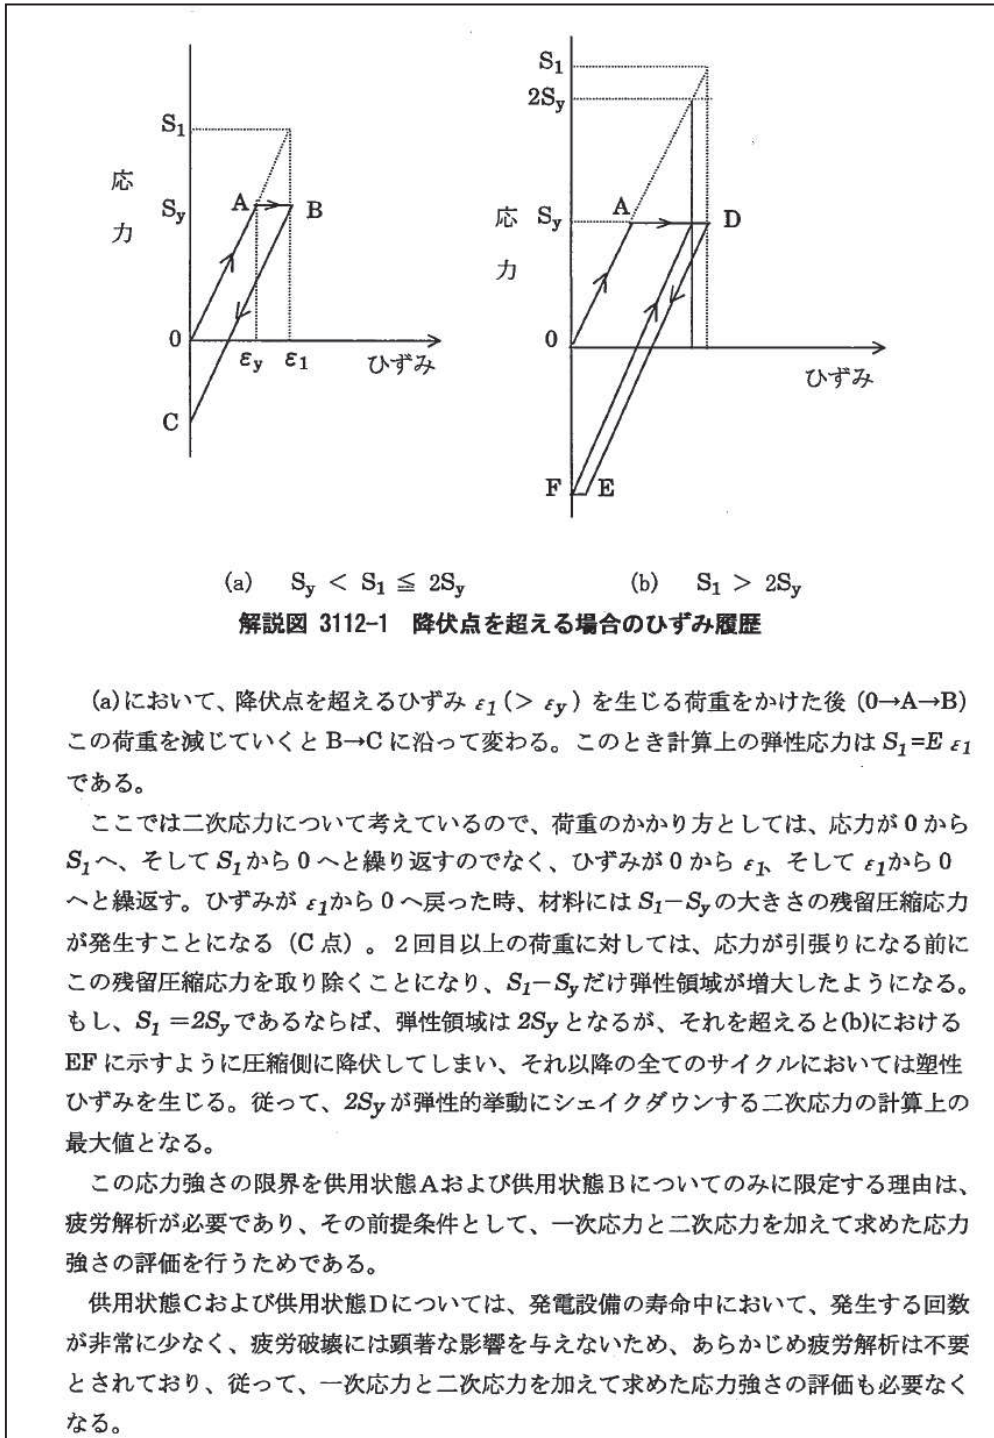 S₁
S_y
応
力
A
B
0
ε_y
ε₁
ひずみ
C
S₁
2S_y
応
力
S_y
A
D
0
ひずみ
F
E
(a) S_y < S₁ ≦ 2S_y
(b) S₁ > 2S_y
解説図 3112-1 降伏点を超える場合のひずみ履歴
(a)において、降伏点を超えるひずみ ε₁(> ε_y) を生じる荷重をかけた後 (0→A→B)
この荷重を減じていくと B→C に沿って変わる。このとき計算上の弾性応力は S₁=E ε₁
である。
ここでは二次応力について考えているので、荷重のかかり方としては、応力が 0 から
S₁へ、そして S₁から 0 へと繰り返すのでなく、ひずみが 0 から ε₁、そして ε₁から 0
へと繰返す。ひずみが ε₁から 0 へ戻った時、材料には S₁−S_yの大きさの残留圧縮応力
が発生すことになる (C 点) 。2 回目以上の荷重に対しては、応力が引張りになる前に
この残留圧縮応力を取り除くことになり、S₁−S_yだけ弾性領域が増大したようになる。
もし、S₁ =2S_yであるならば、弾性領域は 2S_yとなるが、それを超えると(b)における
EF に示すように圧縮側に降伏してしまい、それ以降の全てのサイクルにおいては塑性
ひずみを生じる。従って、2S_yが弾性的挙動にシェイクダウンする二次応力の計算上の
最大値となる。
この応力強さの限界を供用状態Aおよび供用状態Bについてのみに限定する理由は、
疲労解析が必要であり、その前提条件として、一次応力と二次応力を加えて求めた応力
強さの評価を行うためである。
供用状態Cおよび供用状態Dについては、発電設備の寿命中において、発生する回数
が非常に少なく、疲労破壊には顕著な影響を与えないため、あらかじめ疲労解析は不要
とされており、従って、一次応力と二次応力を加えて求めた応力強さの評価も必要なく
なる。